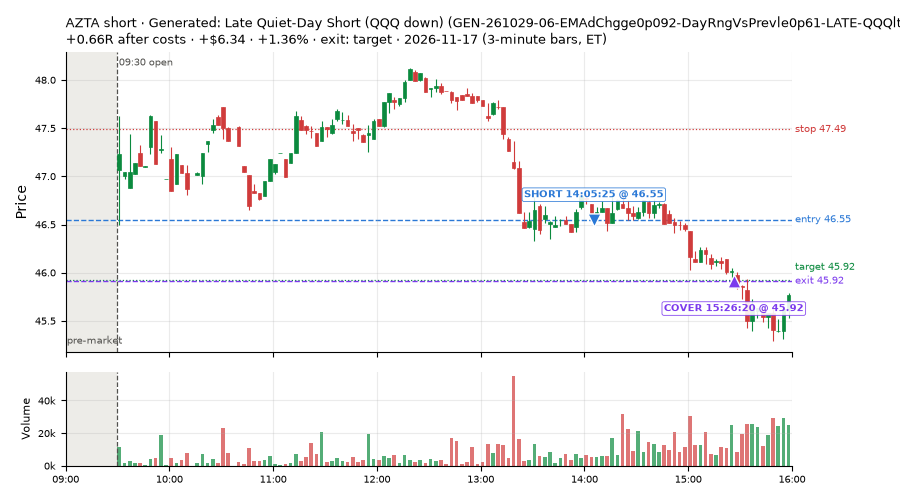 AZTA short · Generated: Late Quiet-Day Short (QQQ down) (GEN-261029-06-EMAdChgge0p092-DayRngVsPrevle0p61-LATE-QQQlt
+0.66R after costs · +$6.34 · +1.36% · exit: target · 2026-11-17 (3-minute bars, ET)
09:30 open
48.0
47.5
stop 47.49
47.0
Price
SHORT 14:05:25 @ 46.55
46.5
entry 46.55
46.0
target 45.92
exit 45.92
COVER 15:26:20 @ 45.92
45.5
pre-market
Volume
40k
20k
0k
09:00
10:00
11:00
12:00
13:00
14:00
15:00
16:00